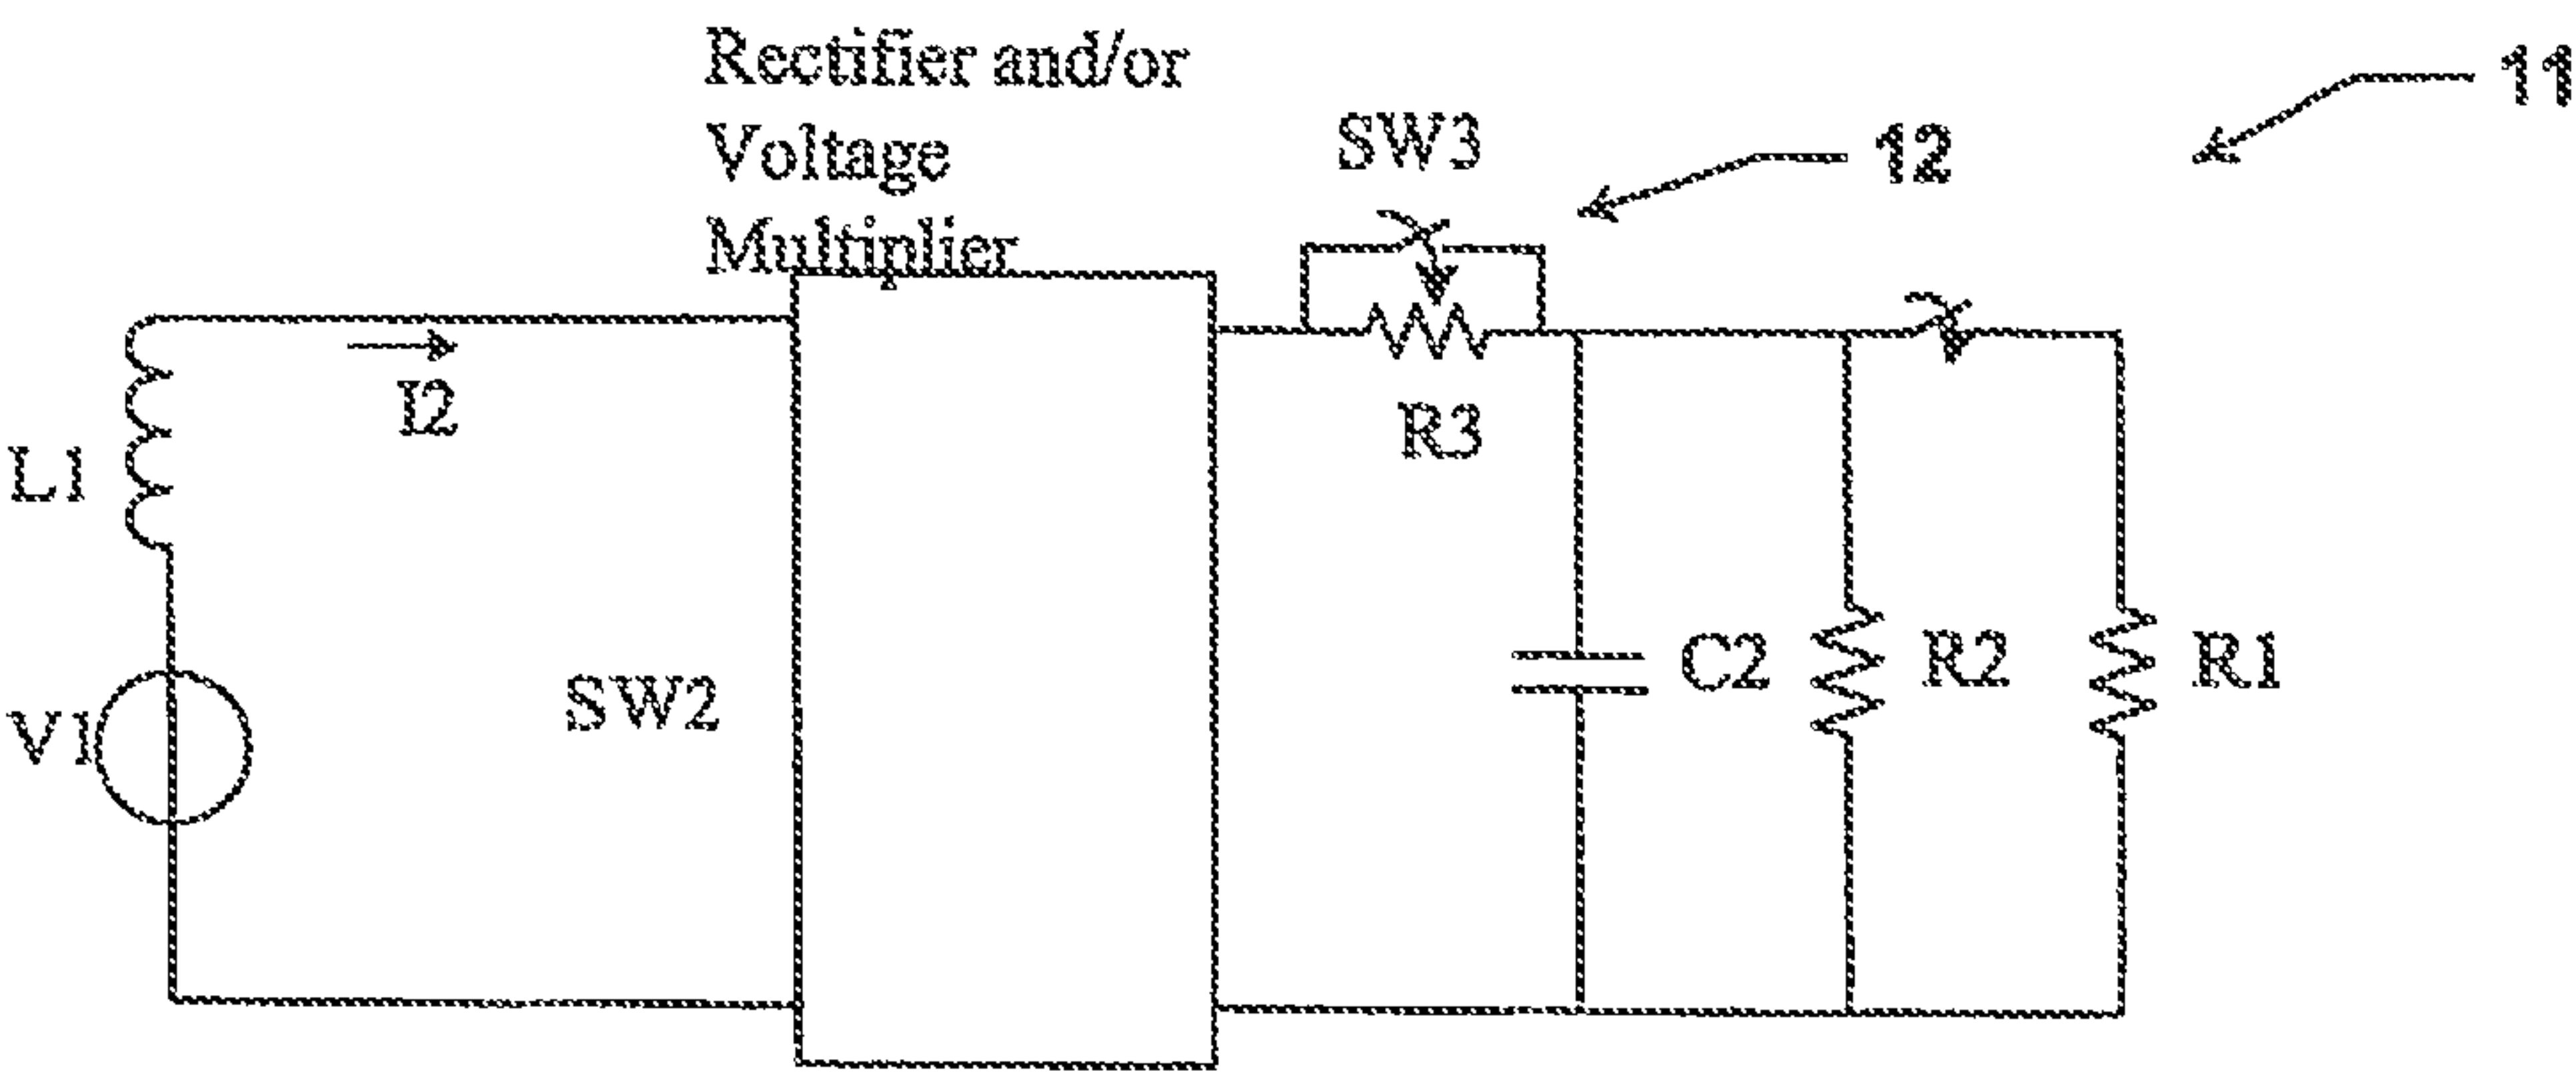 Rectifier and/or
Voltage
Multiplier
SW3
12
11
I2
R3
L1
V1
SW2
C2
R2
R1